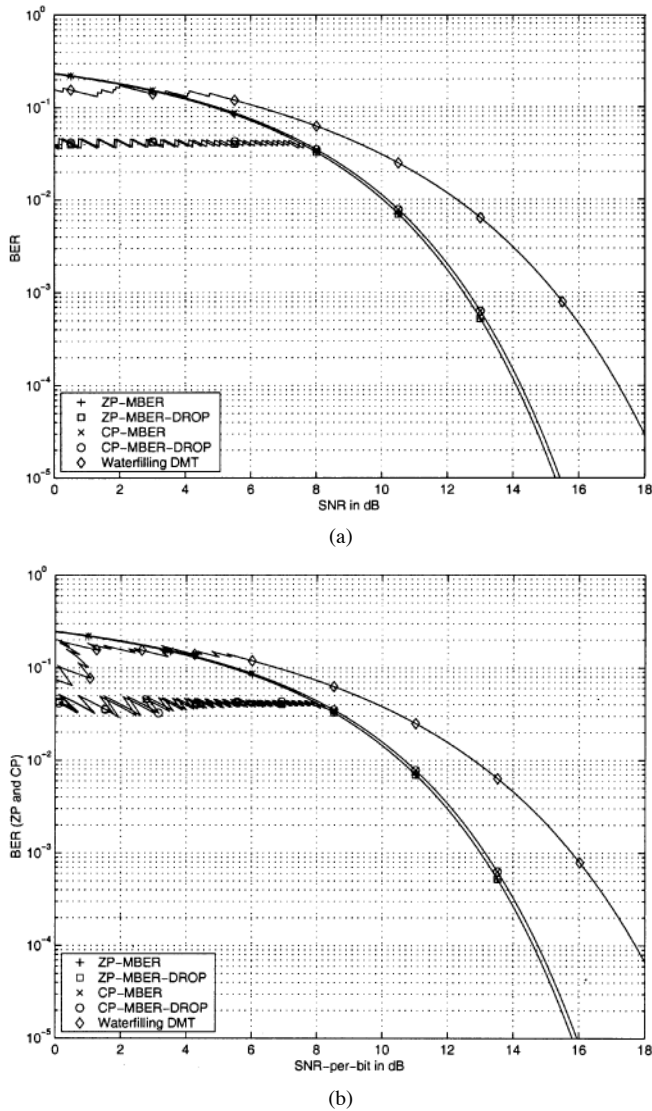 10^0
10^-1
10^-2
10^-3
10^-4
10^-5
BER
0 2 4 6 8 10 12 14 16 18
SNR in dB
ZP-MBER
ZP-MBER-DROP
CP-MBER
CP-MBER-DROP
Waterfilling DMT
(a)
10^0
10^-1
10^-2
10^-3
10^-4
10^-5
BER (ZP and CP)
0 2 4 6 8 10 12 14 16 18
SNR-per-bit in dB
ZP-MBER
ZP-MBER-DROP
CP-MBER
CP-MBER-DROP
Waterfilling DMT
(b)